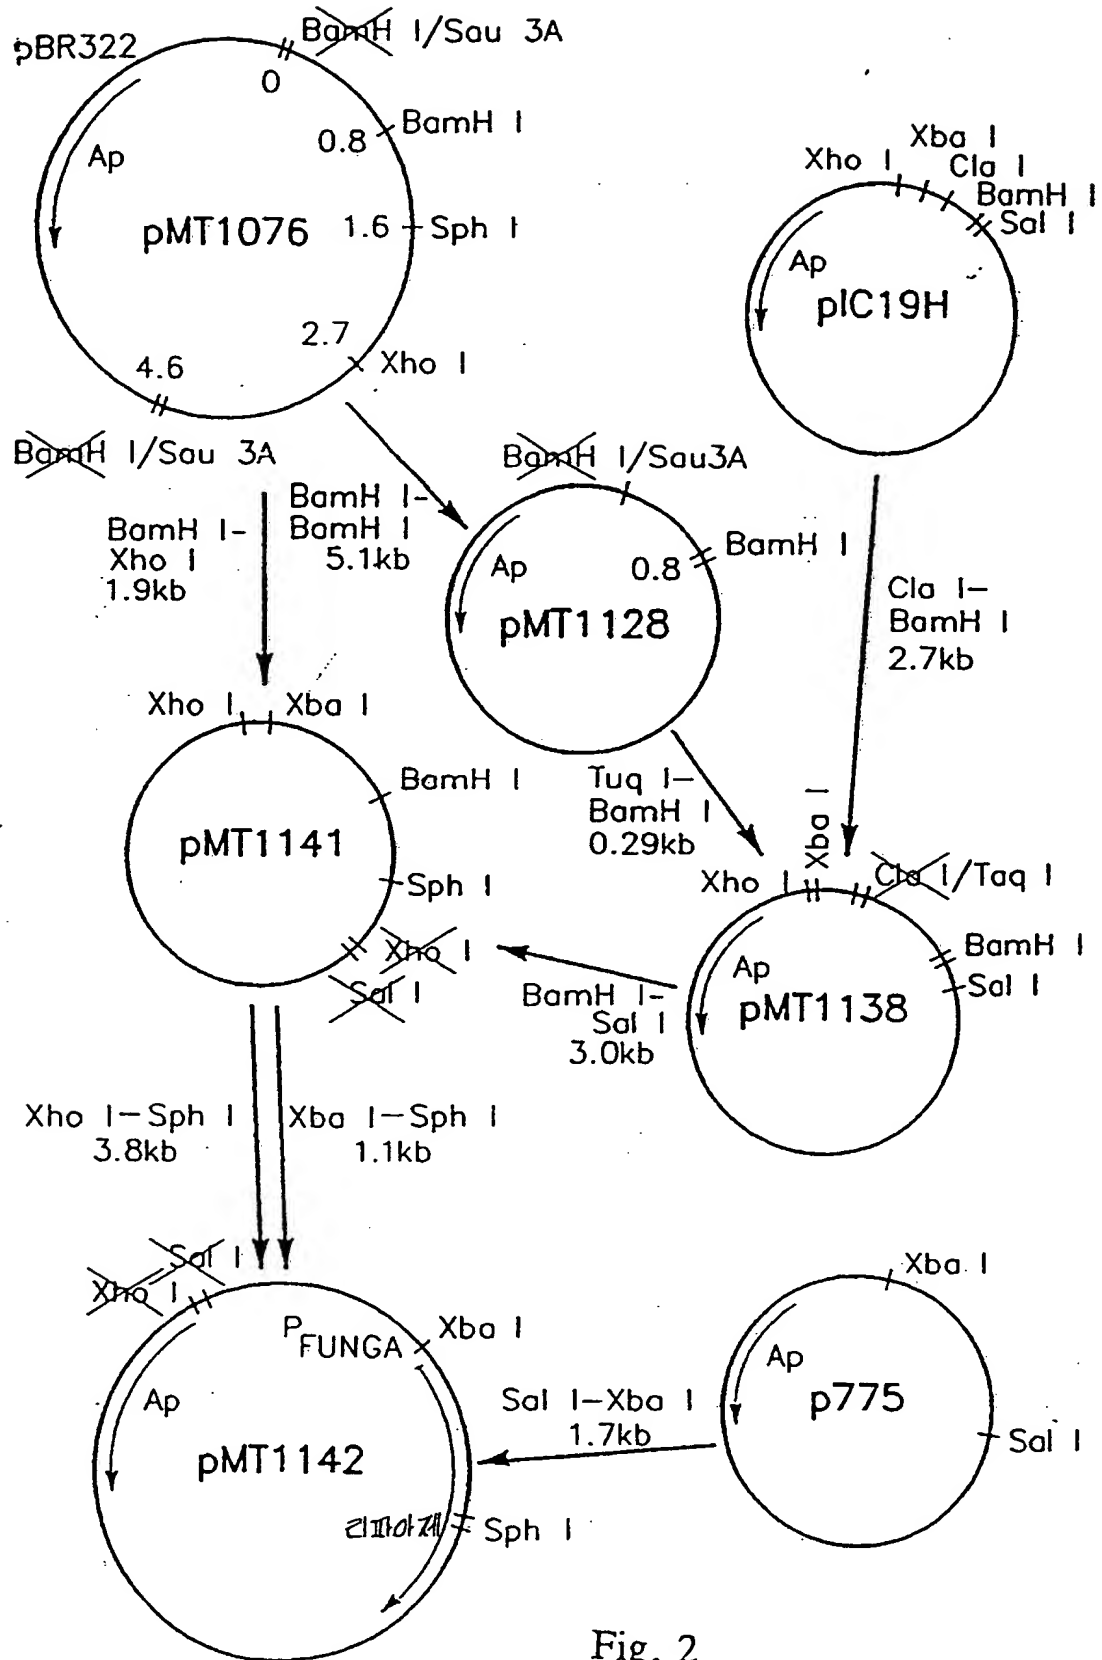 pBR322
BamH I/Sau 3A
0
BamH I
0.8
Ap
pMT1076
1.6
Sph I
2.7
Xho I
4.6
BamH I/Sau 3A
Xho I
Xba I
Cla I
BamH I
Sal I
Ap
pIC19H
BamH I-
Xho I
1.9kb
BamH I-
BamH I
5.1kb
BamH I/Sau3A
BamH I
0.8
Ap
pMT1128
Cla I-
BamH I
2.7kb
Xho I
Xba I
BamH I
pMT1141
Sph I
Xho I
Sal I
Tuq I-
BamH I
0.29kb
Xho I
Xba I
Cla I/Taq I
BamH I
Sal I
Ap
pMT1138
BamH I-
Sal I
3.0kb
Xho I-Sph I
3.8kb
Xba I-Sph I
1.1kb
Sal I
Xho I
PFUNGA
Xba I
Ap
pMT1142
리파아제
Sph I
Sal I-Xba I
1.7kb
Xba I
Ap
p775
Sal I
Fig. 2